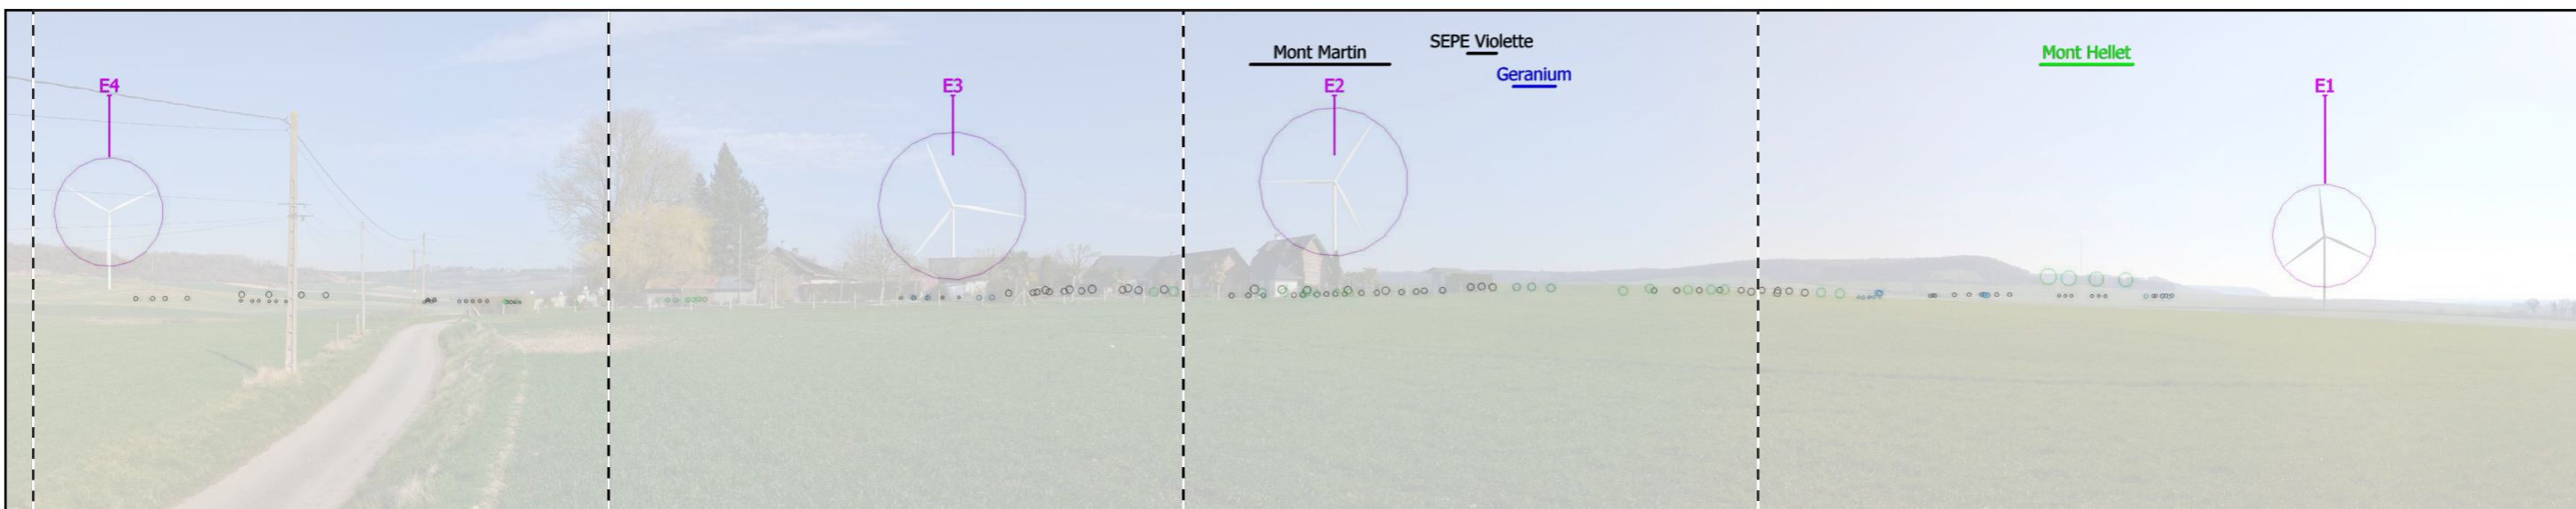 E4
E3
Mont Martin
E2
SEPE Violette
Geranium
Mont Hellet
E1